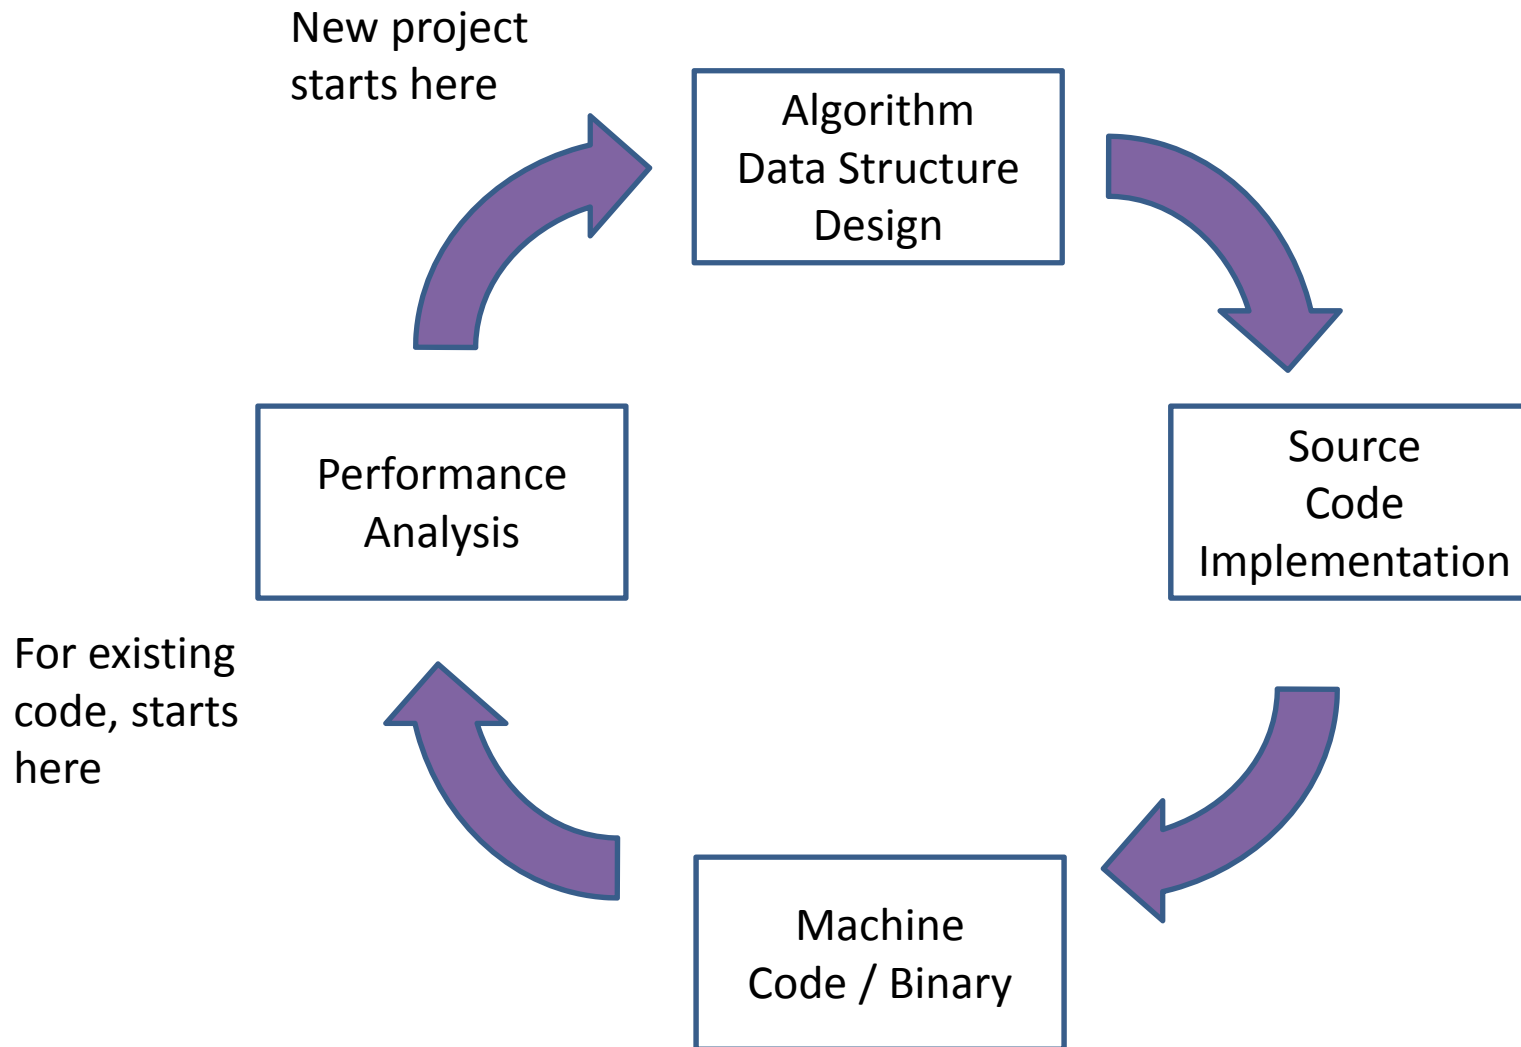 New project
starts here
Algorithm
Data Structure
Design
Source
Code
Implementation
Performance
Analysis
For existing
code, starts
here
Machine
Code / Binary